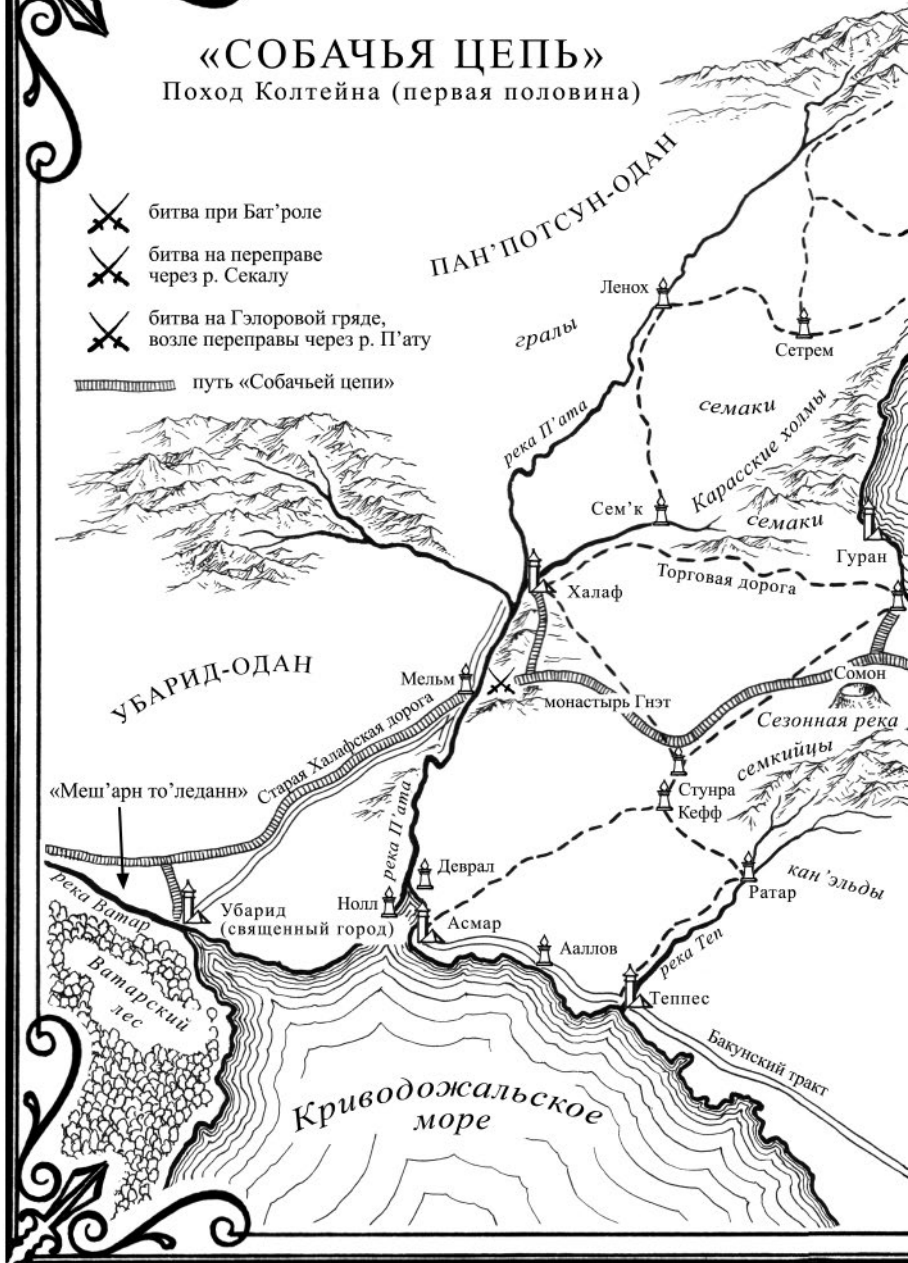 «СОБАЧЬЯ ЦЕПЬ»
Поход Колтейна (первая половина)
битва при Бат’роле
битва на переправе
через р. Секалу
битва на Гэлоровой гряде,
возле переправы через р. П’ату
путь «Собачьей цепи»
ПАН’ПОТСУН-ОДАН
Ленох
гралы
Сетрем
семаки
река П’ата
Карасские холмы
Сем’к
семаки
Гуран
Халаф
Торговая дорога
УБАРИД-ОДАН
Мельм
Сомон
монастырь Гнэт
Сезонная река
Старая Халафская дорога
семкийцы
«Меш’арн то’леданн»
Стунра
Кефф
река П’ата
Деврал
кан’эльды
река Ватар
Нолл
Ратар
Убарид
(священный город)
Асмар
Ааллов
река Теп
Ватарский
лес
Теппес
Бакунский тракт
Криводожальское
море